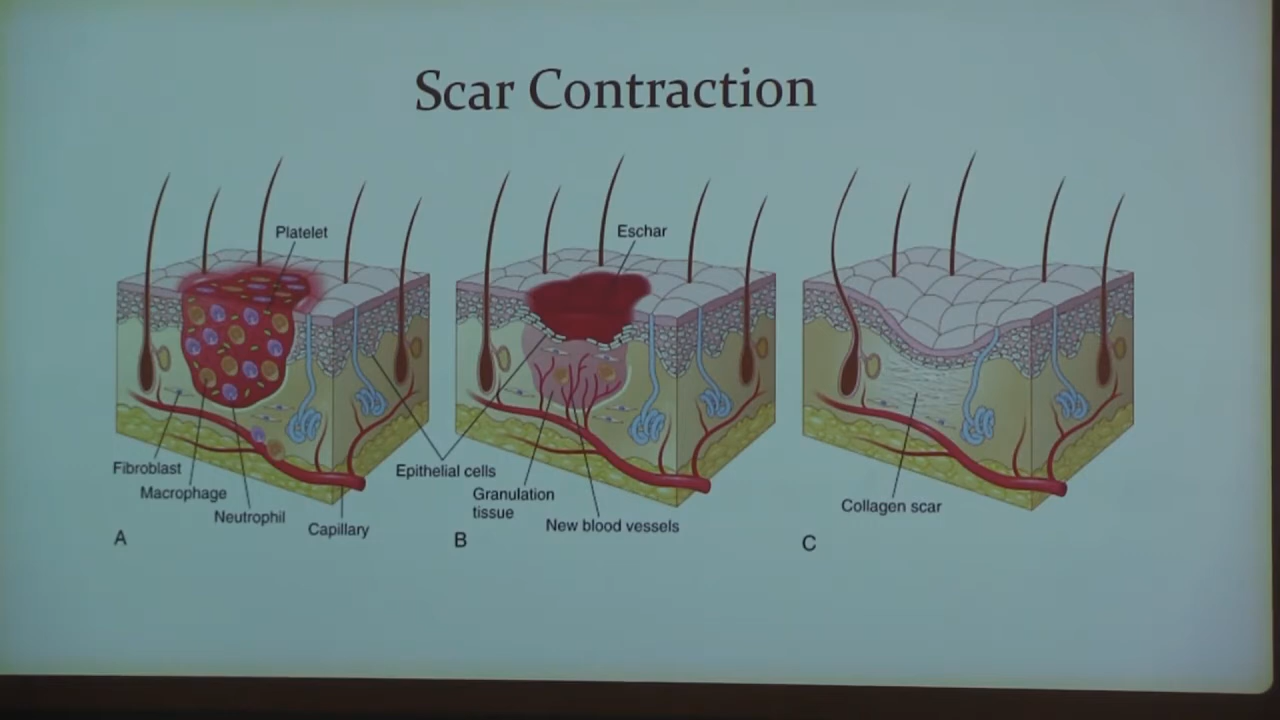 Scar Contraction
Platelet
Eschar
Fibroblast
Macrophage
Neutrophil
Capillary
Epithelial cells
Granulation
tissue
New blood vessels
Collagen scar
A
B
C